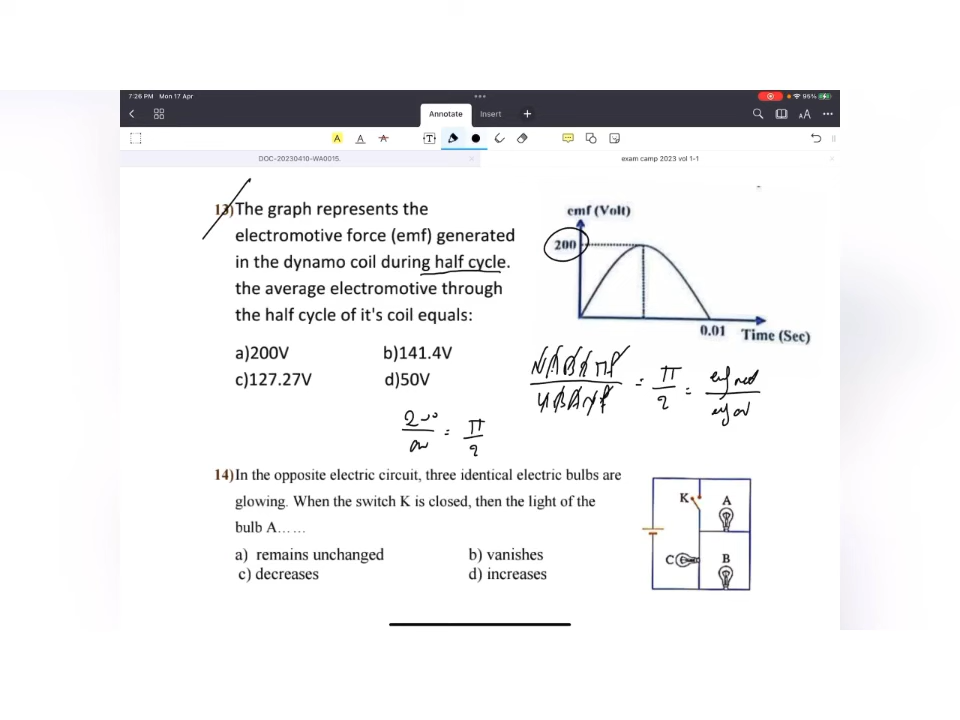 7:26 PM Mon 17 Apr
96%
Annotate Insert
DOC-20230410-WA0015.
exam camp 2023 vol 1-1
13)The graph represents the
electromotive force (emf) generated
in the dynamo coil during half cycle.
the average electromotive through
the half cycle of it's coil equals:
a)200V b)141.4V
c)127.27V d)50V
emf (Volt)
200
0.01 Time (Sec)
= π/2 =
200/av = π/2
14)In the opposite electric circuit, three identical electric bulbs are
glowing. When the switch K is closed, then the light of the
bulb A……
a) remains unchanged b) vanishes
c) decreases d) increases
K A
C B